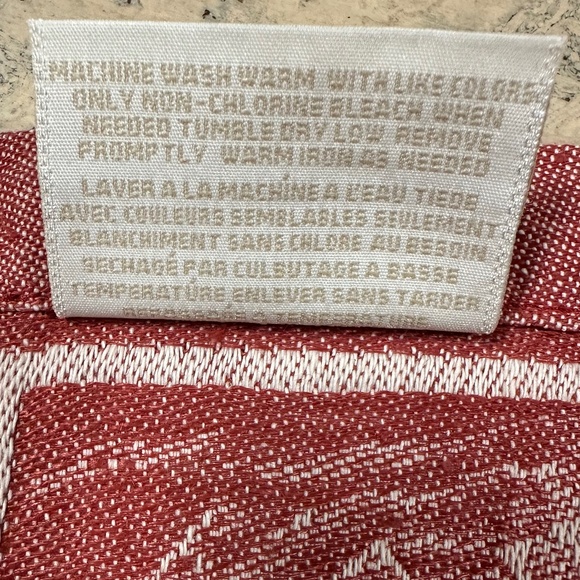 MACHINE WASH WARM WITH LIKE COLORS
ONLY NON-CHLORINE BLEACH WHEN
NEEDED TUMBLE DRY LOW REMOVE
PROMPTLY WARM IRON AS NEEDED
LAVER A LA MACHINE A L'EAU TIEDE
AVEC COULEURS SEMBLABLES SEULEMENT
BLANCHIMENT SANS CHLORE AU BESOIN
SECHAGÉ PAR CULBUTAGE A BASSE
TEMPERATÚRE ENLEVER SANS TARDER
A TEMPERATURE